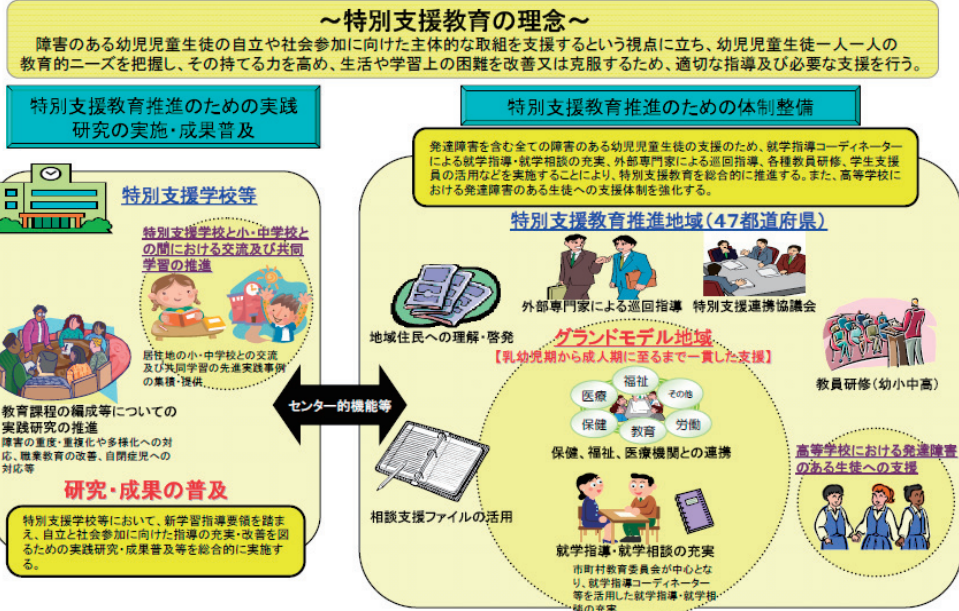 ～特別支援教育の理念～
障害のある幼児児童生徒の自立や社会参加に向けた主体的な取組を支援するという視点に立ち、幼児児童生徒一人一人の
教育的ニーズを把握し、その持てる力を高め、生活や学習上の困難を改善又は克服するため、適切な指導及び必要な支援を行う。
特別支援教育推進のための実践
研究の実施・成果普及
特別支援学校等
特別支援学校と小・中学校と
の間における交流及び共同
学習の推進
居住地の小・中学校との交流
及び共同学習の先進実践事例
の集積・提供
教育課程の編成等についての
実践研究の推進
障害の重度・重複化や多様化への対
応、職業教育の改善、自閉症児への
対応等
研究・成果の普及
特別支援学校等において、新学習指導要領を踏ま
え、自立と社会参加に向けた指導の充実・改善を図
るための実践研究・成果普及等を総合的に実施す
る。
センター的機能等
特別支援教育推進のための体制整備
発達障害を含む全ての障害のある幼児児童生徒の支援のため、就学指導コーディネーター
による就学指導・就学相談の充実、外部専門家による巡回指導、各種教員研修、学生支援
員の活用などを実施することにより、特別支援教育を総合的に推進する。また、高等学校に
おける発達障害のある生徒への支援体制を強化する。
特別支援教育推進地域（47都道府県）
外部専門家による巡回指導
特別支援連携協議会
地域住民への理解・啓発
グランドモデル地域
【乳幼児期から成人期に至るまで一貫した支援】
福祉
医療
その他
保健
教育
労働
保健、福祉、医療機関との連携
教員研修（幼小中高）
相談支援ファイルの活用
高等学校における発達障害
のある生徒への支援
就学指導・就学相談の充実
市町村教育委員会が中心とな
り、就学指導コーディネーター
等を活用した就学指導・就学相
談の充実